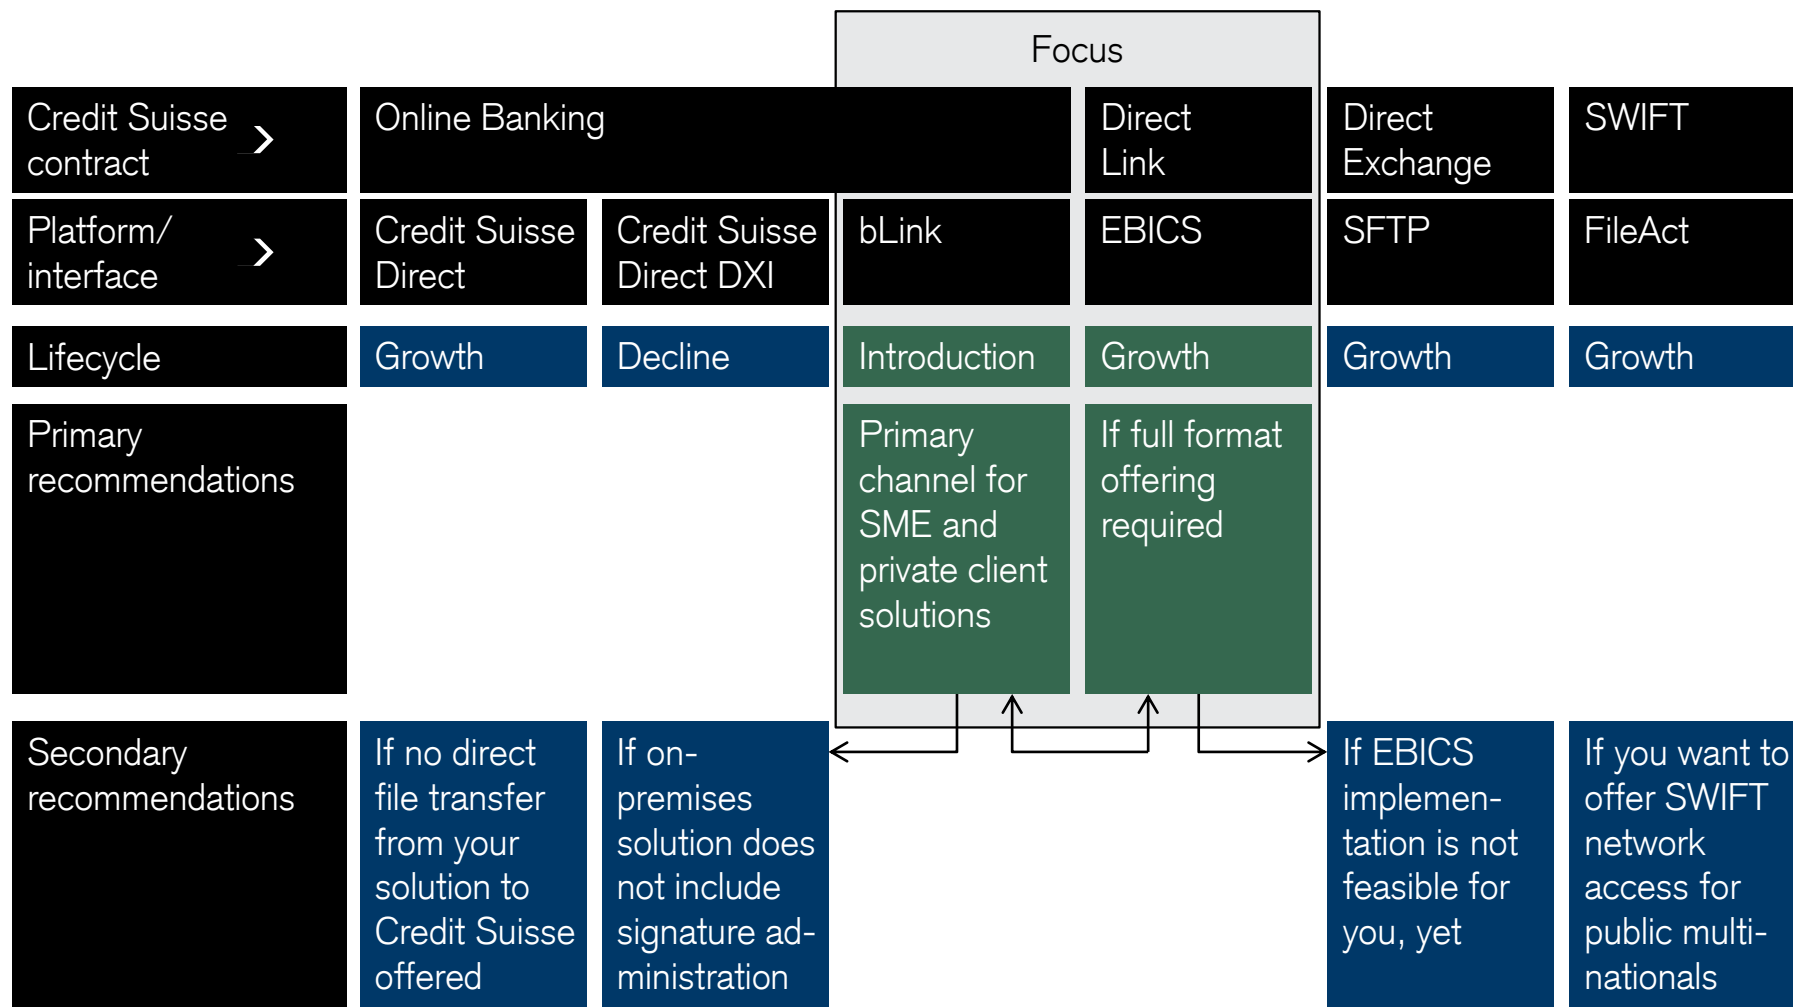 Focus
Credit Suisse
contract
Online Banking
Direct
Link
Direct
Exchange
SWIFT
Platform/
interface
Credit Suisse
Direct
Credit Suisse
Direct DXI
bLink
EBICS
SFTP
FileAct
Lifecycle
Growth
Decline
Introduction
Growth
Growth
Growth
Primary
recommendations
Primary
channel for
SME and
private client
solutions
If full format
offering
required
Secondary
recommendations
If no direct
file transfer
from your
solution to
Credit Suisse
offered
If on-
premises
solution does
not include
signature ad-
ministration
If EBICS
implemen-
tation is not
feasible for
you, yet
If you want to
offer SWIFT
network
access for
public multi-
nationals